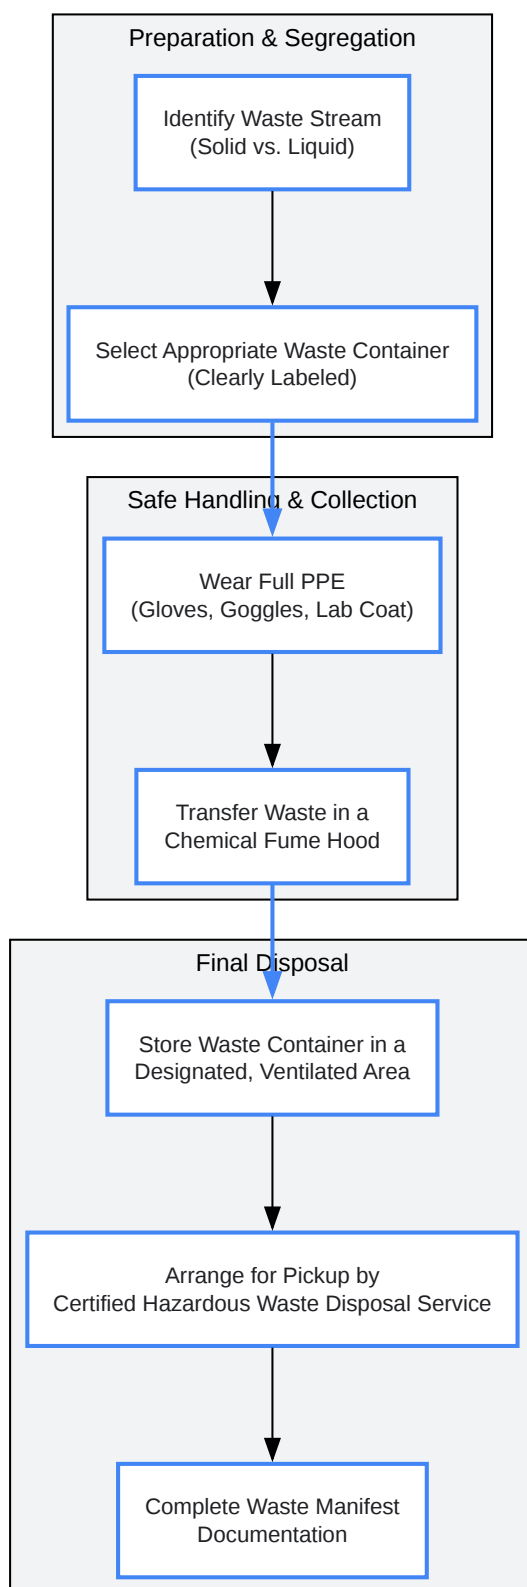 Preparation & Segregation
Identify Waste Stream
(Solid vs. Liquid)
Select Appropriate Waste Container
(Clearly Labeled)
Safe Handling & Collection
Wear Full PPE
(Gloves, Goggles, Lab Coat)
Transfer Waste in a
Chemical Fume Hood
Final Disposal
Store Waste Container in a
Designated, Ventilated Area
Arrange for Pickup by
Certified Hazardous Waste Disposal Service
Complete Waste Manifest
Documentation